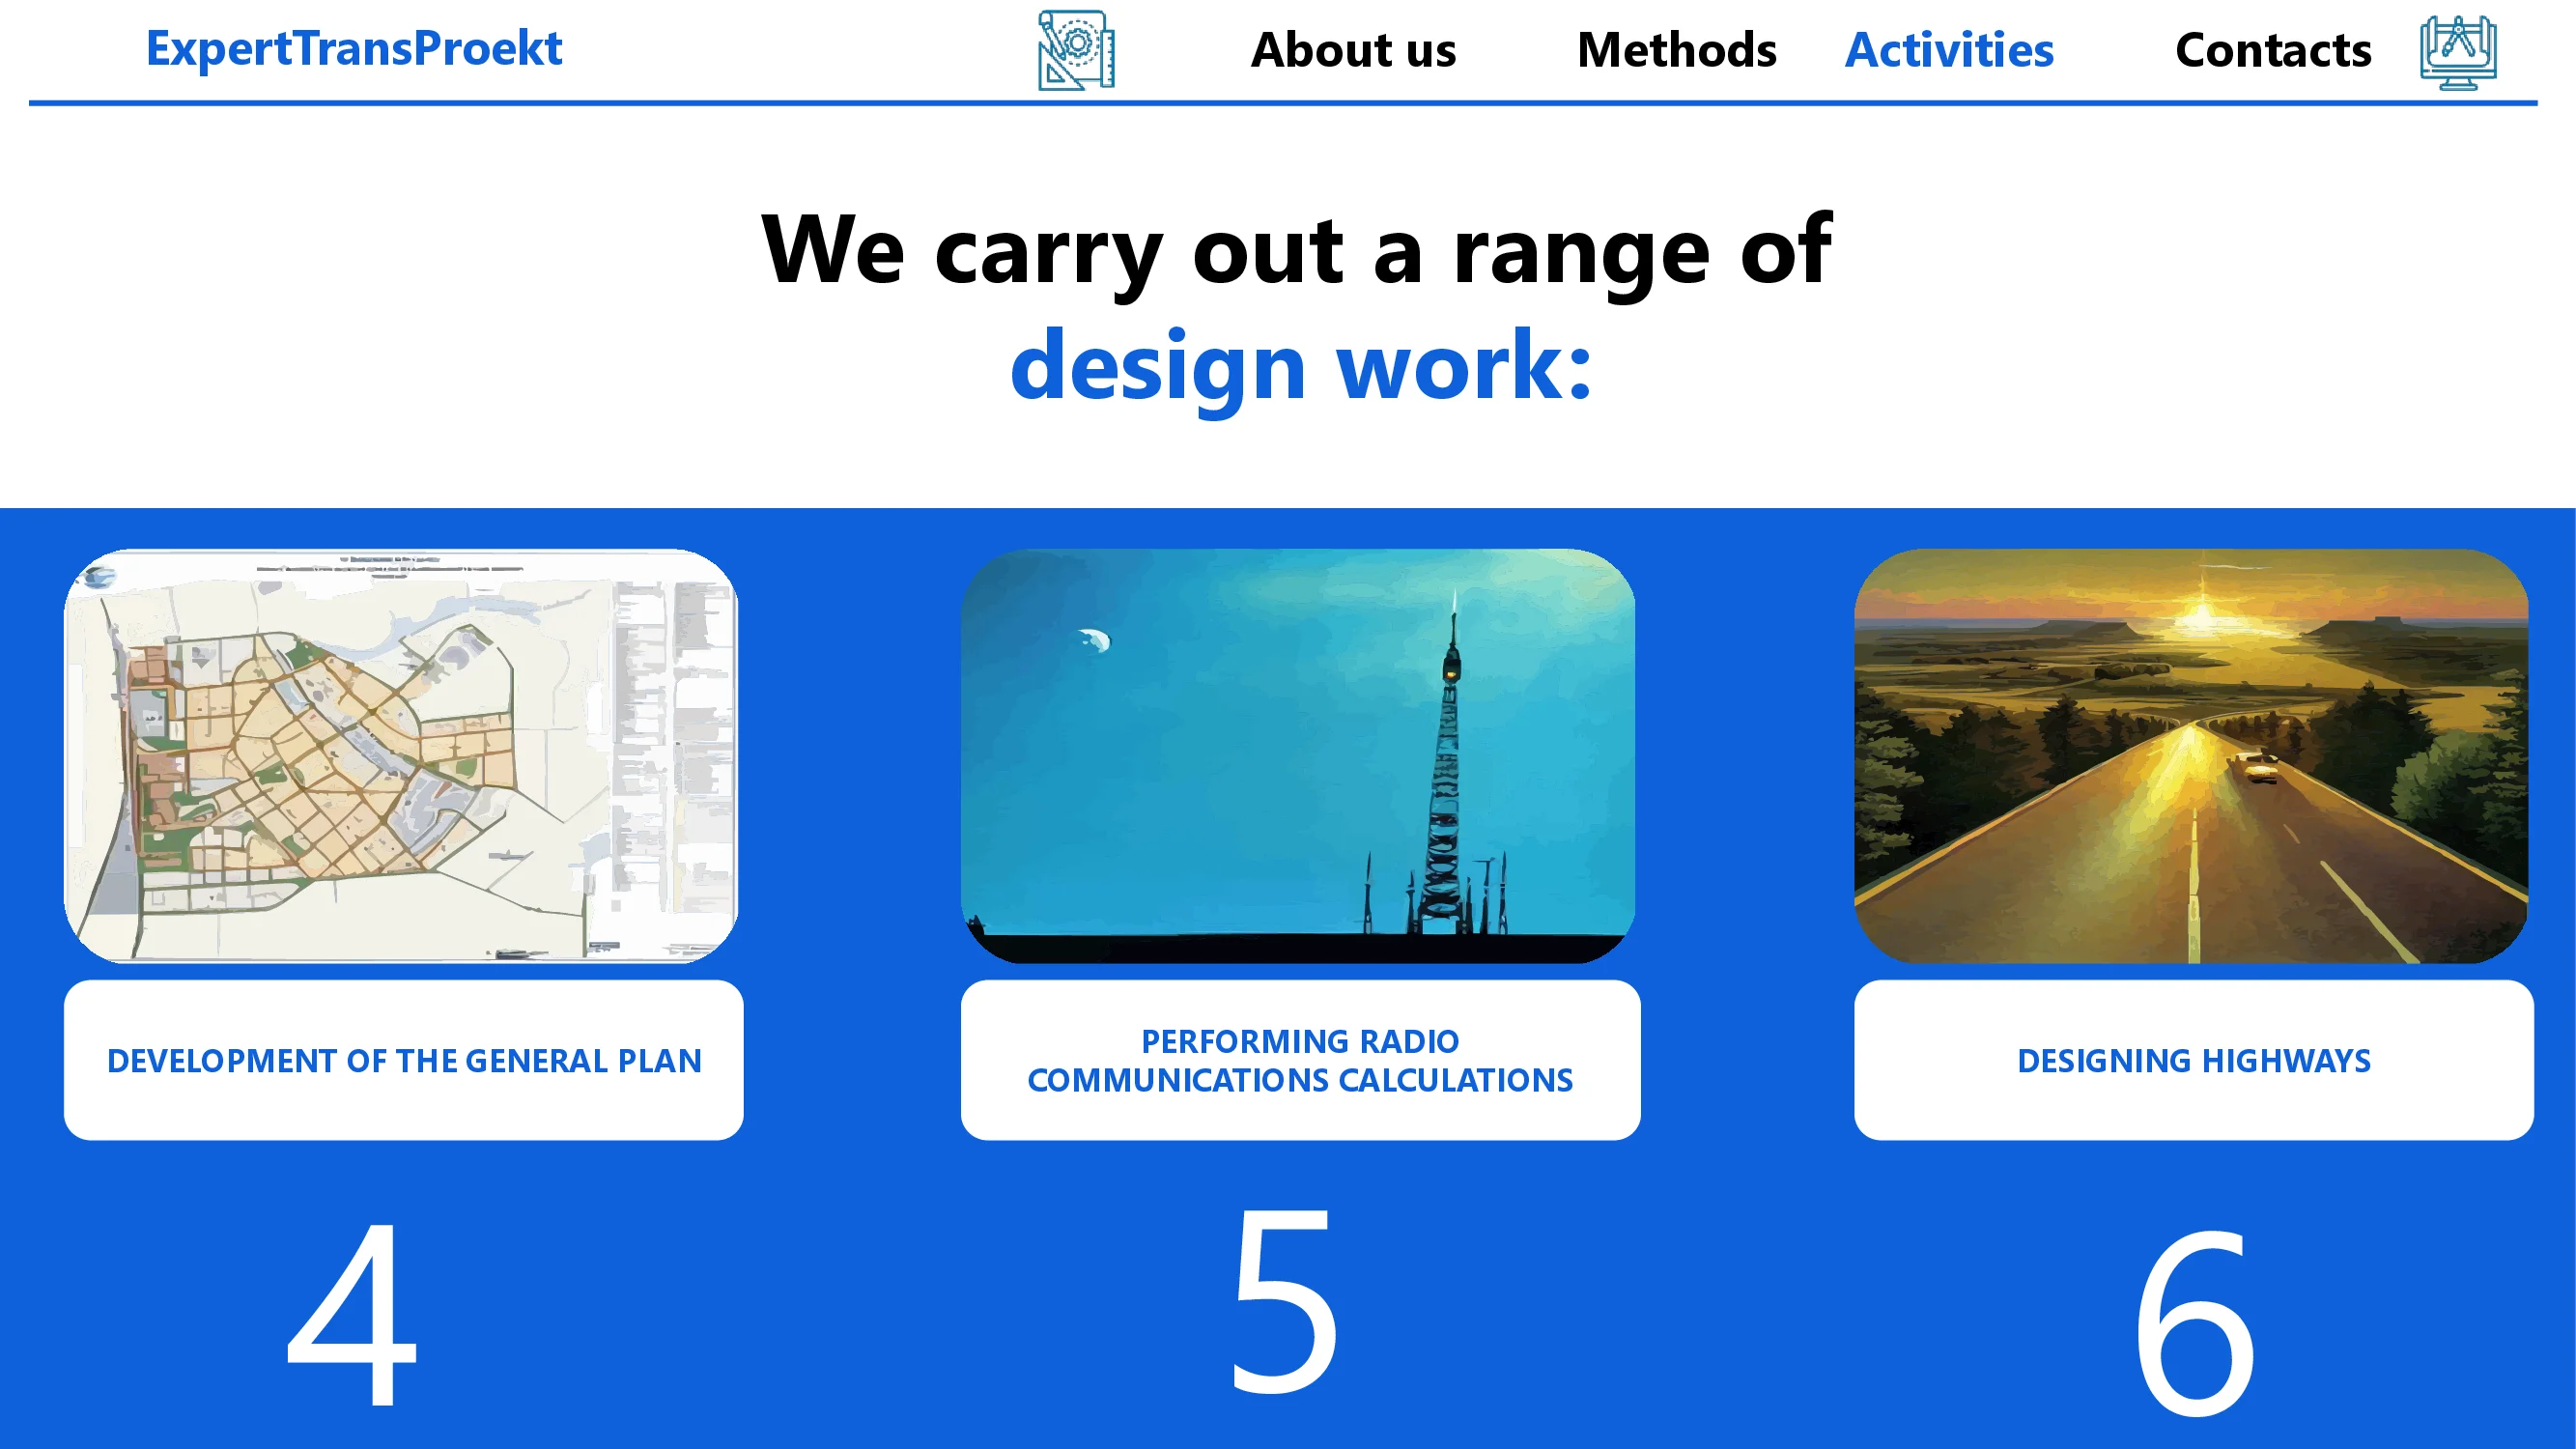 ExpertTransProekt
About us
Methods
Activities
Contacts
We carry out a range of
design work:
DEVELOPMENT OF THE GENERAL PLAN
PERFORMING RADIO
COMMUNICATIONS CALCULATIONS
DESIGNING HIGHWAYS
4
5
6